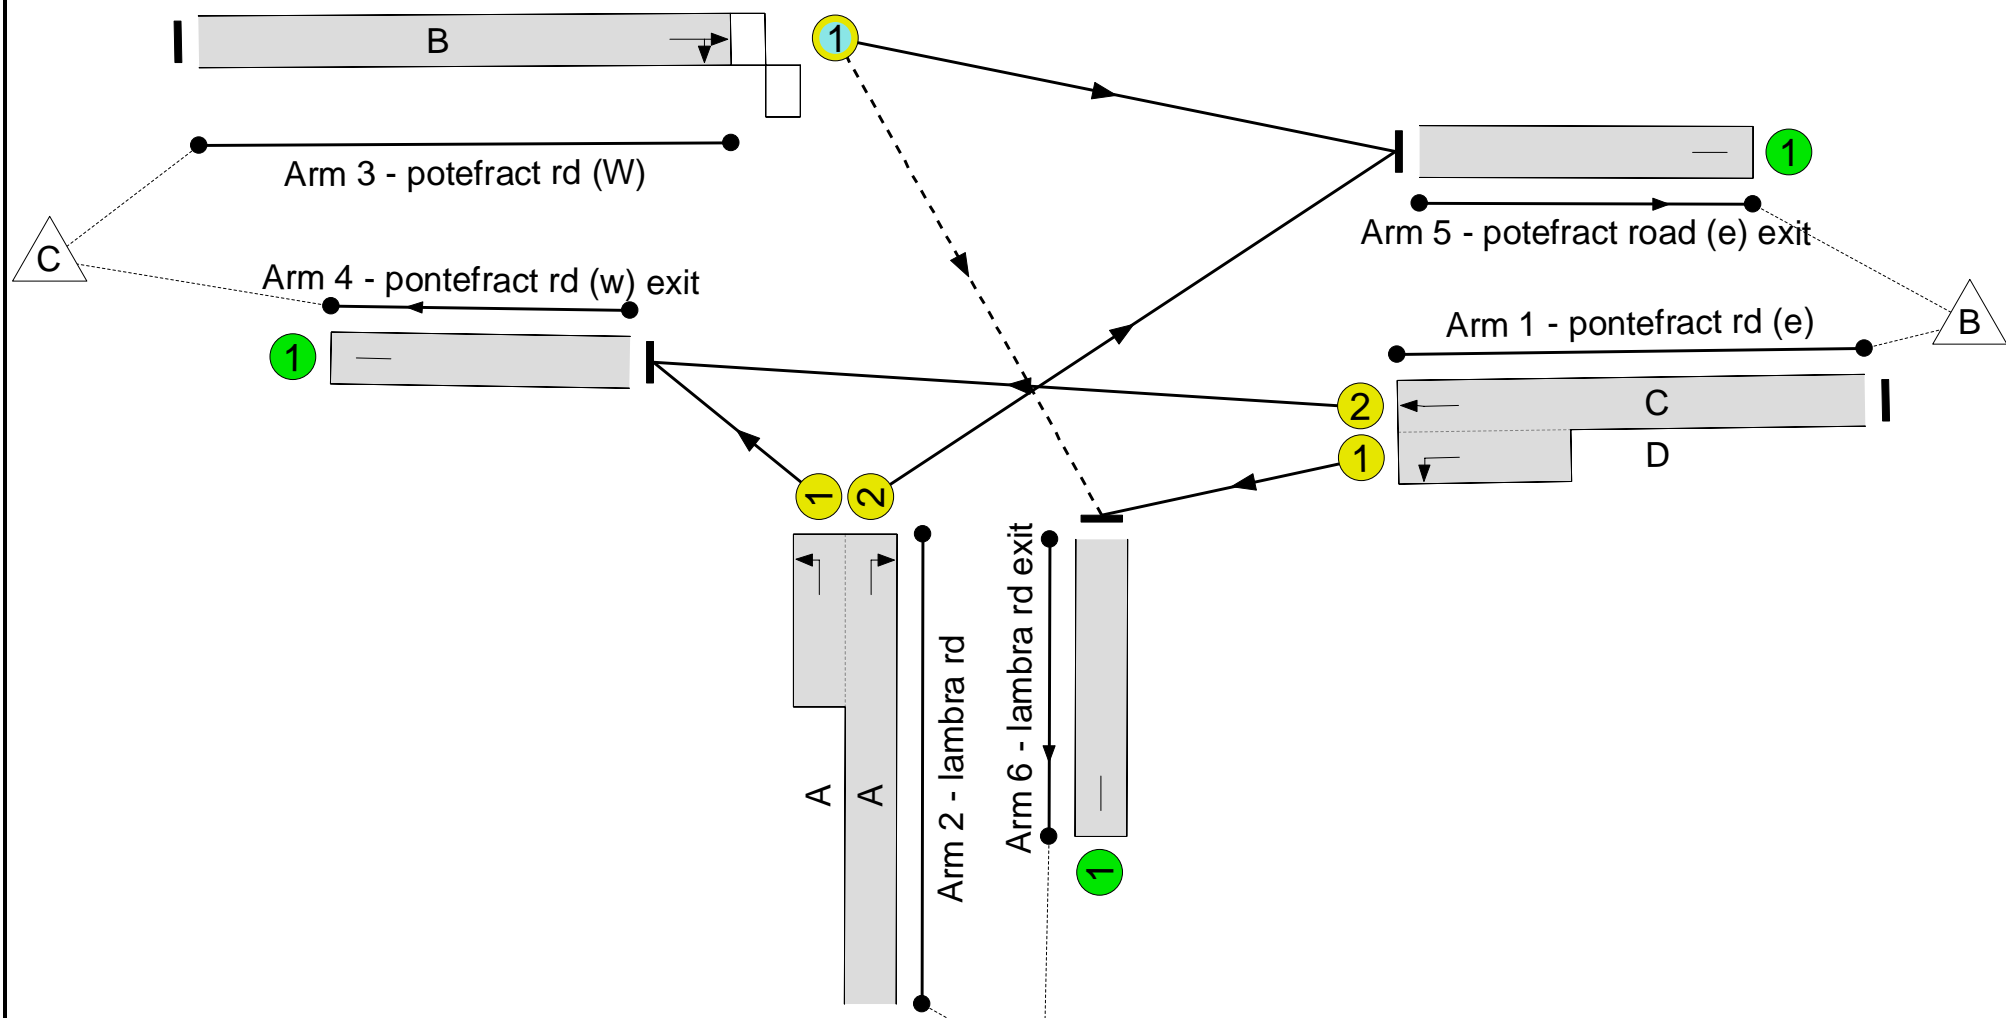 B
1
Arm 3 - potefract rd (W)
1
Arm 5 - potefract road (e) exit
C
Arm 4 - pontefract rd (w) exit
B
Arm 1 - pontefract rd (e)
1
2
C
1
D
1
2
A
A
Arm 2 - lambra rd
Arm 6 - lambra rd exit
1